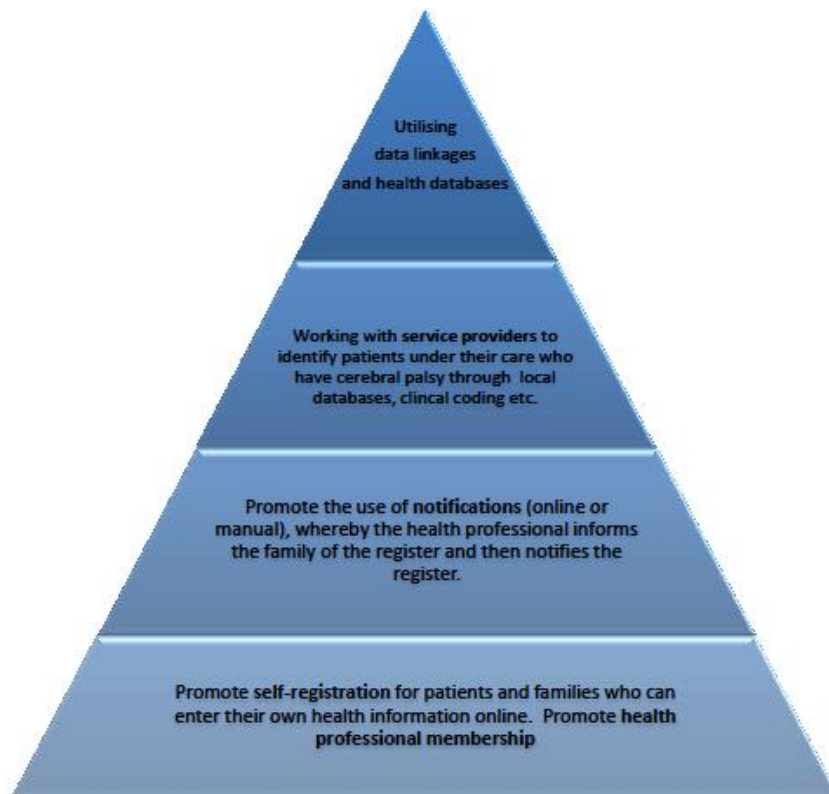 Utilising
data linkages
and health databases
Working with service providers to
identify patients under their care who
have cerebral palsy through local
databases, clincal coding etc.
Promote the use of notifications (online or
manual), whereby the health professional informs
the family of the register and then notifies the
register.
Promote self-registration for patients and families who can
enter their own health information online. Promote health
professional membership